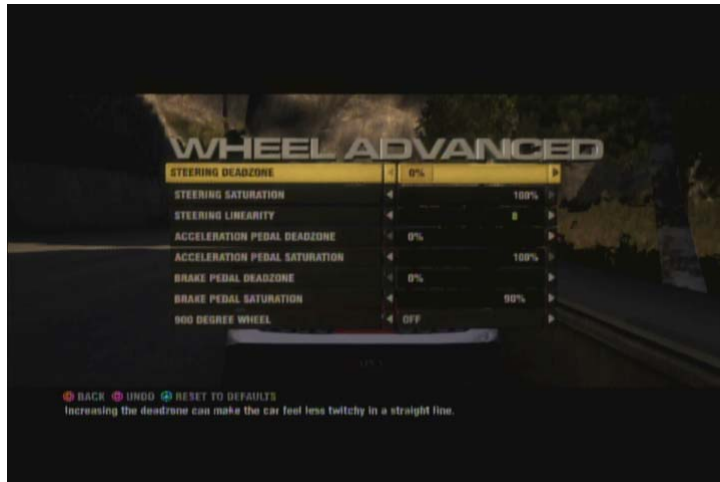 WHEEL ADVANCED
STEERING DEADZONE 0%
STEERING SATURATION 100%
STEERING LINEARITY 8
ACCELERATION PEDAL DEADZONE 0%
ACCELERATION PEDAL SATURATION 100%
BRAKE PEDAL DEADZONE 0%
BRAKE PEDAL SATURATION 90%
900 DEGREE WHEEL OFF
BACK UNDO RESET TO DEFAULTS
Increasing the deadzone can make the car feel less twitchy in a straight line.